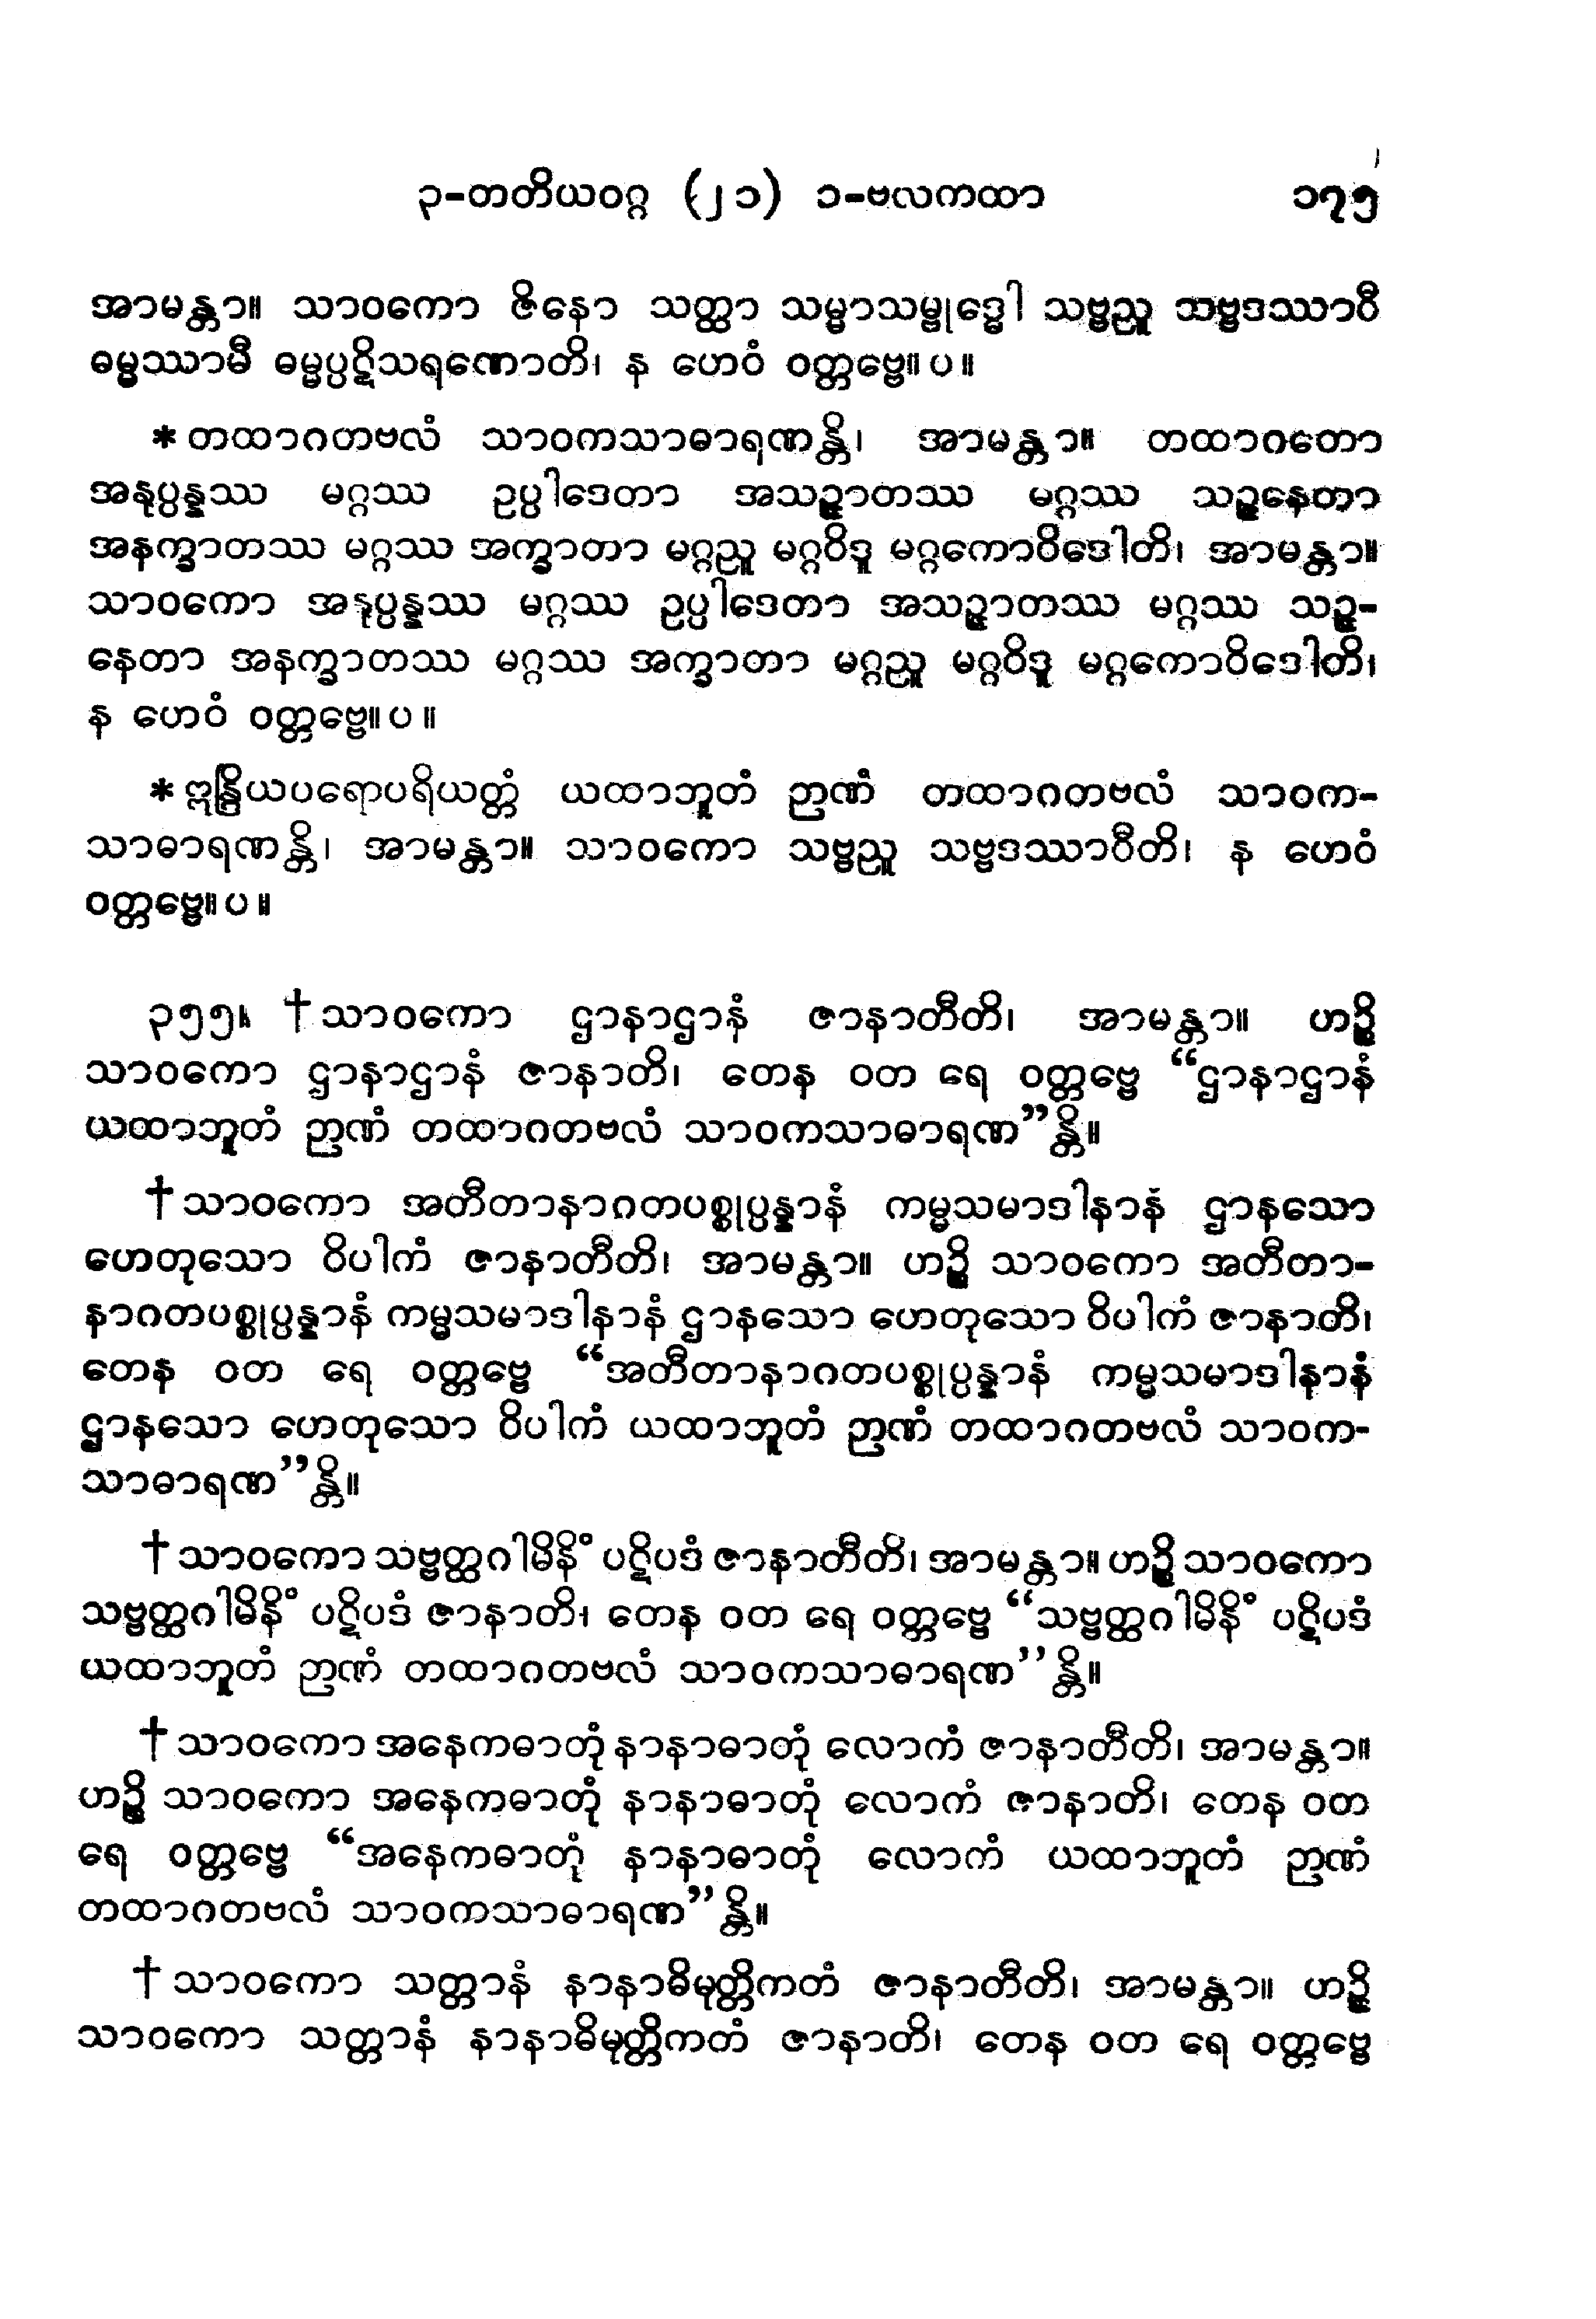 ၃-တတိယဝဂ္ဂ (၂၁) ၁-ဗလကထာ ၁၇၅
အာမန္တာ။ သာဝကော ဇိနော သတ္ထာ သမ္မာသမ္ဗုဒ္ဓေါ သဗ္ဗညူ သဗ္ဗဒဿာဝီ
ဓမ္မဿာမီ ဓမ္မပ္ပဋိသရဏောတိ၊ န ဟေဝံ ဝတ္တဗ္ဗေ။ ပ ။
*တထာဂတဗလံ သာဝကသာဓာရဏန္တိ၊ အာမန္တာ။ တထာဂတော
အနုပ္ပန္နဿ မဂ္ဂဿ ဥပ္ပါဒေတာ အသဉ္ဇာတဿ မဂ္ဂဿ သဉ္ဇနေတာ
အနက္ခာတဿ မဂ္ဂဿ အက္ခာတာ မဂ္ဂညူ မဂ္ဂဝိဒူ မဂ္ဂကောဝိဒေါတိ၊ အာမန္တာ။
သာဝကော အနုပ္ပန္နဿ မဂ္ဂဿ ဥပ္ပါဒေတာ အသဉ္ဇာတဿ မဂ္ဂဿ သဉ္ဇ-
နေတာ အနက္ခာတဿ မဂ္ဂဿ အက္ခာတာ မဂ္ဂညူ မဂ္ဂဝိဒူ မဂ္ဂကောဝိဒေါတိ၊
န ဟေဝံ ဝတ္တဗ္ဗေ။ ပ ။
*ဣန္ဒြိယပရောပရိယတ္တံ ယထာဘူတံ ဉာဏံ တထာဂတဗလံ သာဝက-
သာဓာရဏန္တိ၊ အာမန္တာ။ သာဝကော သဗ္ဗညူ သဗ္ဗဒဿာဝီတိ၊ န ဟေဝံ
ဝတ္တဗ္ဗေ။ ပ ။
၃၅၅။ †သာဝကော ဌာနာဌာနံ ဇာနာတီတိ၊ အာမန္တာ။ ဟဉ္စိ
သာဝကော ဌာနာဌာနံ ဇာနာတိ၊ တေန ဝတ ရေ ဝတ္တဗ္ဗေ “ဌာနာဌာနံ
ယထာဘူတံ ဉာဏံ တထာဂတဗလံ သာဝကသာဓာရဏ”န္တိ။
†သာဝကော အတီတာနာဂတပစ္စုပ္ပန္နာနံ ကမ္မသမာဒါနာနံ ဌာနသော
ဟေတုသော ဝိပါကံ ဇာနာတီတိ၊ အာမန္တာ။ ဟဉ္စိ သာဝကော အတီတာ-
နာဂတပစ္စုပ္ပန္နာနံ ကမ္မသမာဒါနာနံ ဌာနသော ဟေတုသော ဝိပါကံ ဇာနာတိ၊
တေန ဝတ ရေ ဝတ္တဗ္ဗေ “အတီတာနာဂတပစ္စုပ္ပန္နာနံ ကမ္မသမာဒါနာနံ
ဌာနသော ဟေတုသော ဝိပါကံ ယထာဘူတံ ဉာဏံ တထာဂတဗလံ သာဝက-
သာဓာရဏ”န္တိ။
†သာဝကော သဗ္ဗတ္ထဂါမိနိံ ပဋိပဒံ ဇာနာတီတိ၊ အာမန္တာ။ ဟဉ္စိ သာဝကော
သဗ္ဗတ္ထဂါမိနိံ ပဋိပဒံ ဇာနာတိ၊ တေန ဝတ ရေ ဝတ္တဗ္ဗေ “သဗ္ဗတ္ထဂါမိနိံ ပဋိပဒံ
ယထာဘူတံ ဉာဏံ တထာဂတဗလံ သာဝကသာဓာရဏ”န္တိ။
†သာဝကော အနေကဓာတုံ နာနာဓာတုံ လောကံ ဇာနာတီတိ၊ အာမန္တာ။
ဟဉ္စိ သာဝကော အနေကဓာတုံ နာနာဓာတုံ လောကံ ဇာနာတိ၊ တေန ဝတ
ရေ ဝတ္တဗ္ဗေ “အနေကဓာတုံ နာနာဓာတုံ လောကံ ယထာဘူတံ ဉာဏံ
တထာဂတဗလံ သာဝကသာဓာရဏ”န္တိ။
†သာဝကော သတ္တာနံ နာနာဓိမုတ္တိကတံ ဇာနာတီတိ၊ အာမန္တာ။ ဟဉ္စိ
သာဝကော သတ္တာနံ နာနာဓိမုတ္တိကတံ ဇာနာတိ၊ တေန ဝတ ရေ ဝတ္တဗ္ဗေ